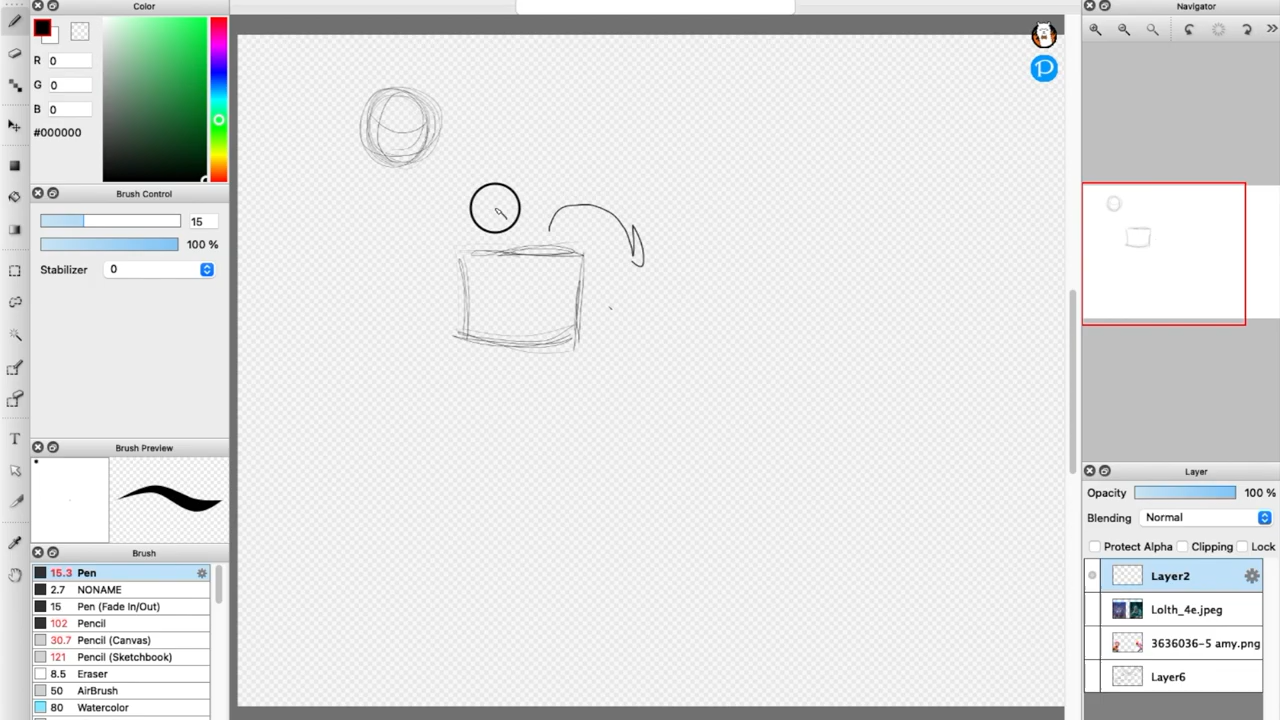 Color
Navigator
R 0
G 0
B 0
#000000
Brush Control
15
100 %
Stabilizer 0
Brush Preview
Brush
15.3 Pen
2.7 NONAME
15 Pen (Fade In/Out)
102 Pencil
30.7 Pencil (Canvas)
121 Pencil (Sketchbook)
8.5 Eraser
50 AirBrush
80 Watercolor
T
P
Layer
Opacity 100 %
Blending Normal
Protect Alpha Clipping Lock
Layer2
Lolth_4e.jpeg
3636036-5 amy.png
Layer6